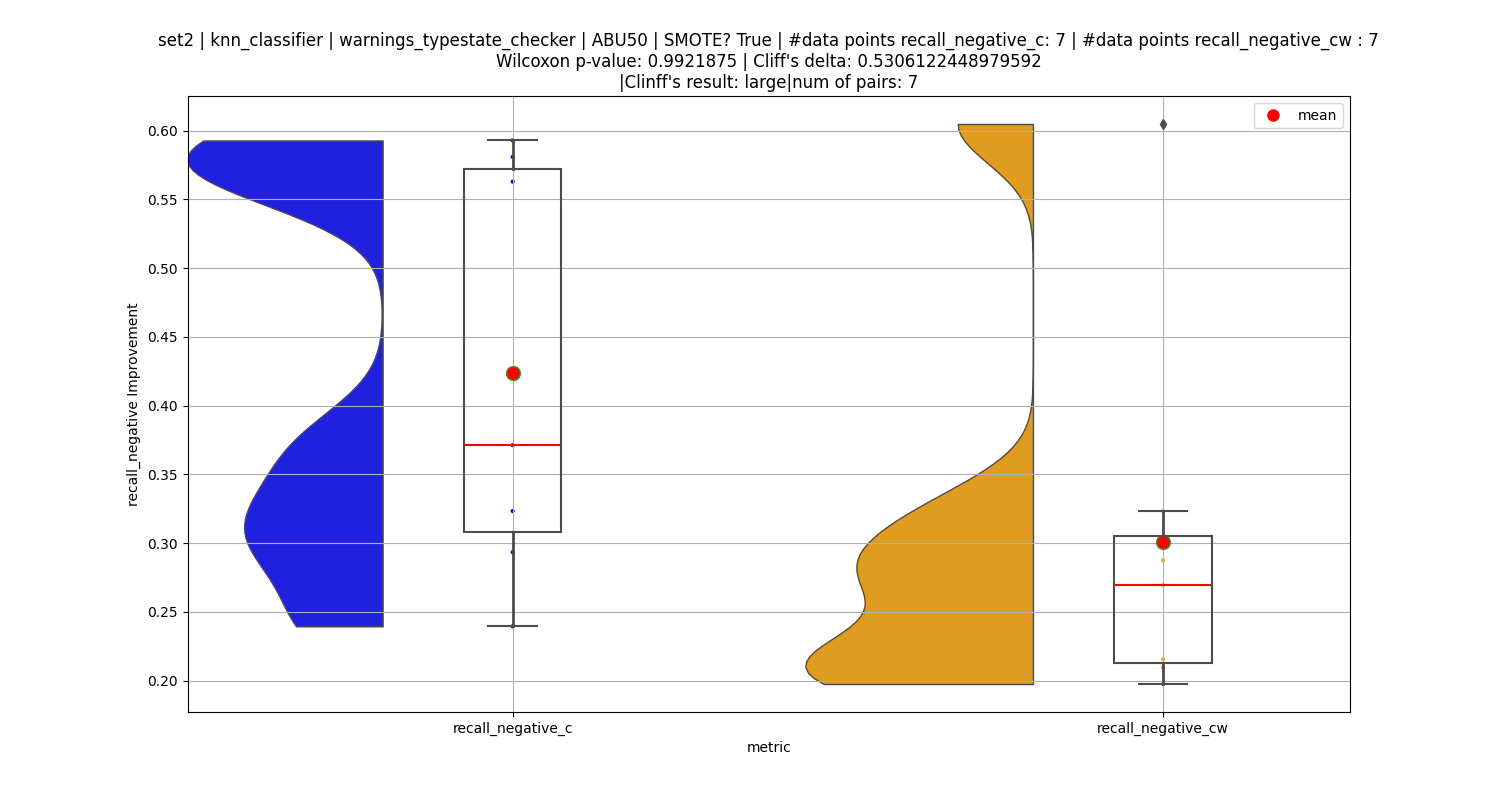 set2 | knn_classifier | warnings_typestate_checker | ABU50 | SMOTE? True | #data points recall_negative_c: 7 | #data points recall_negative_cw : 7
Wilcoxon p-value: 0.9921875 | Cliff's delta: 0.5306122448979592
|Clinff's result: large|num of pairs: 7
mean
0.60
0.55
0.50
0.45
0.40
0.35
0.30
0.25
0.20
recall_negative Improvement
recall_negative_c
recall_negative_cw
metric